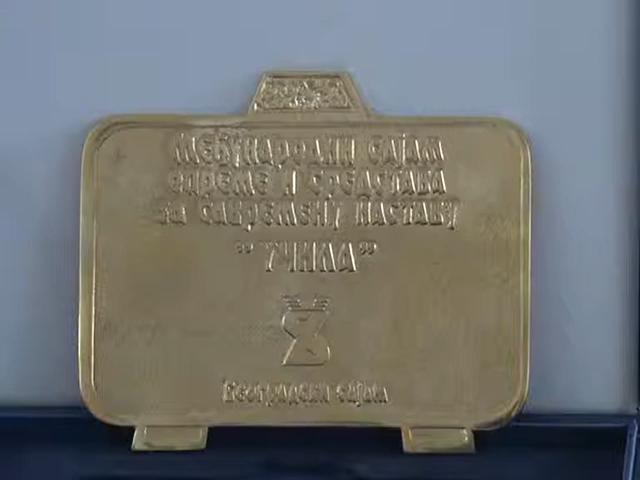 МЕЂУНАРОДНИ САЈАМ
ОПРЕМЕ И СРЕДСТАВА
ЗА САВРЕМЕНУ НАСТАВУ
"УЧИЛА"
Београдски сајам